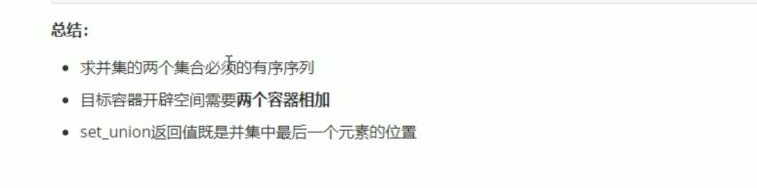 总结：
求并集的两个集合必须的有序序列
目标容器开辟空间需要两个容器相加
set_union返回值既是并集中最后一个元素的位置